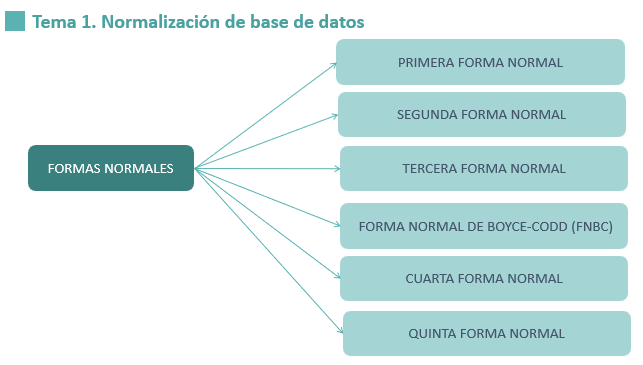 Tema 1. Normalización de base de datos
PRIMERA FORMA NORMAL
SEGUNDA FORMA NORMAL
FORMAS NORMALES
TERCERA FORMA NORMAL
FORMA NORMAL DE BOYCE-CODD (FNBC)
CUARTA FORMA NORMAL
QUINTA FORMA NORMAL